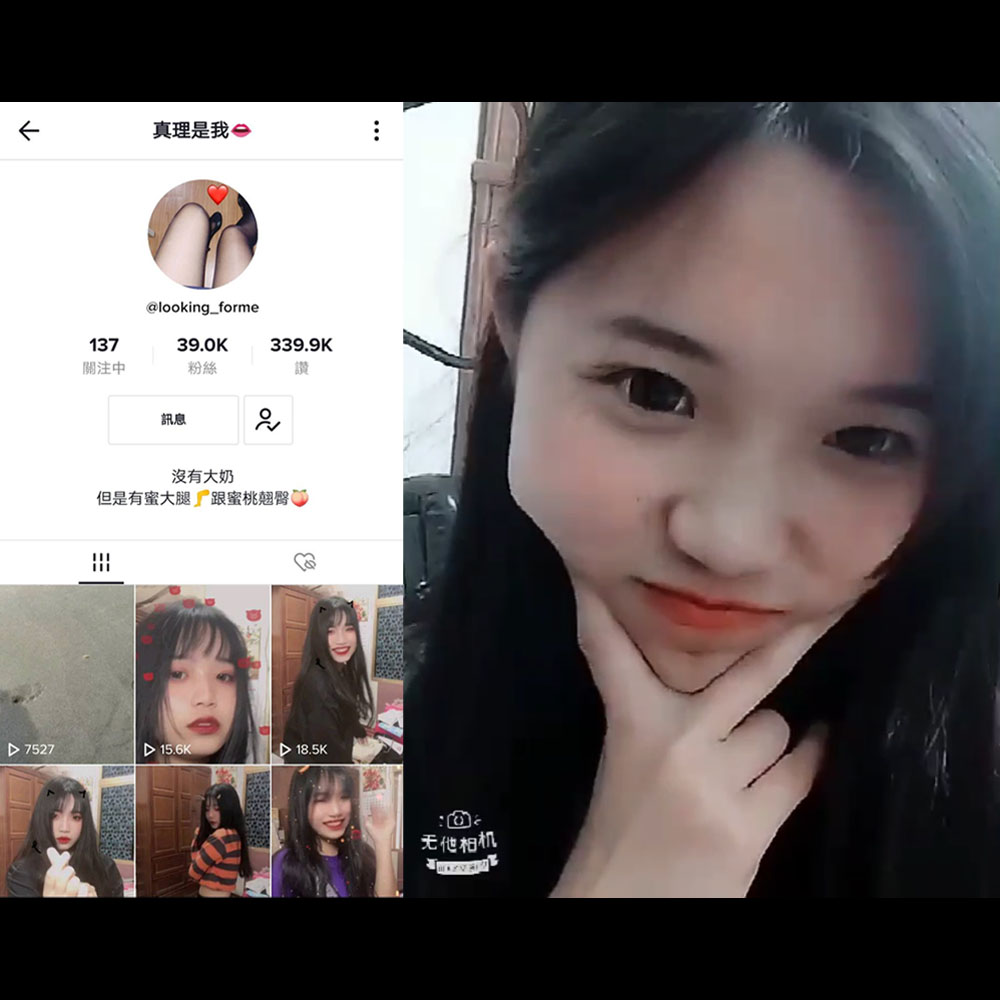 真理是我👄
@looking_forme
137
39.0K
339.9K
關注中
粉絲
讚
訊息
沒有大奶
但是有蜜大腿🦵跟蜜桃翹臀🍑
7527
15.6K
18.5K
无他相机